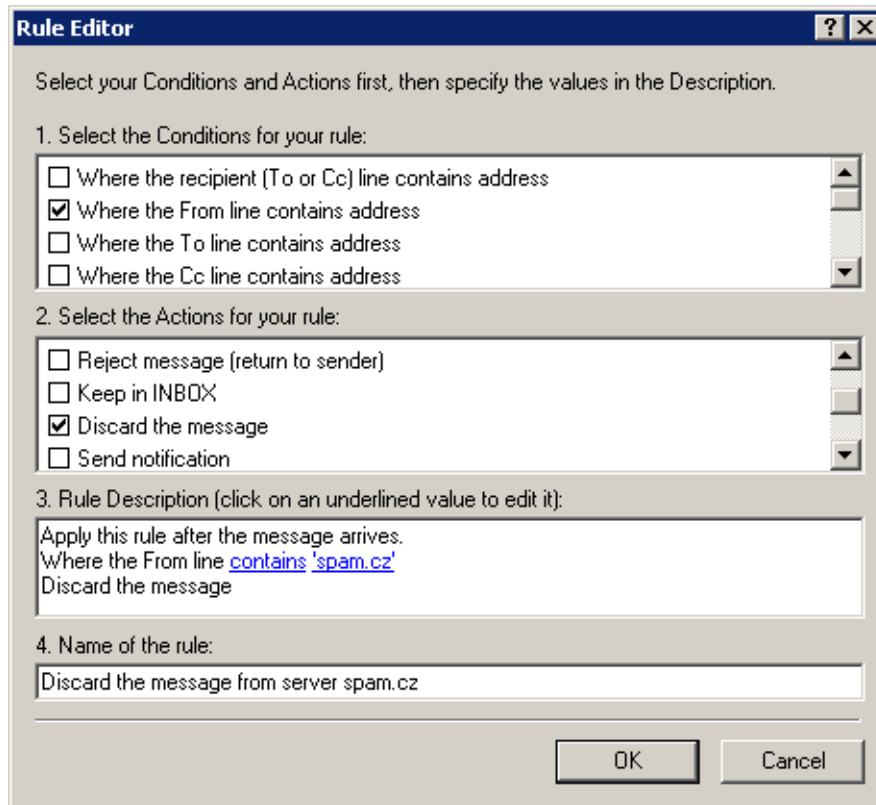 Rule Editor
Select your Conditions and Actions first, then specify the values in the Description.
1. Select the Conditions for your rule:
Where the recipient (To or Cc) line contains address
Where the From line contains address
Where the To line contains address
Where the Cc line contains address
2. Select the Actions for your rule:
Reject message (return to sender)
Keep in INBOX
Discard the message
Send notification
3. Rule Description (click on an underlined value to edit it):
Apply this rule after the message arrives.
Where the From line contains 'spam.cz'
Discard the message
4. Name of the rule:
Discard the message from server spam.cz
OK Cancel